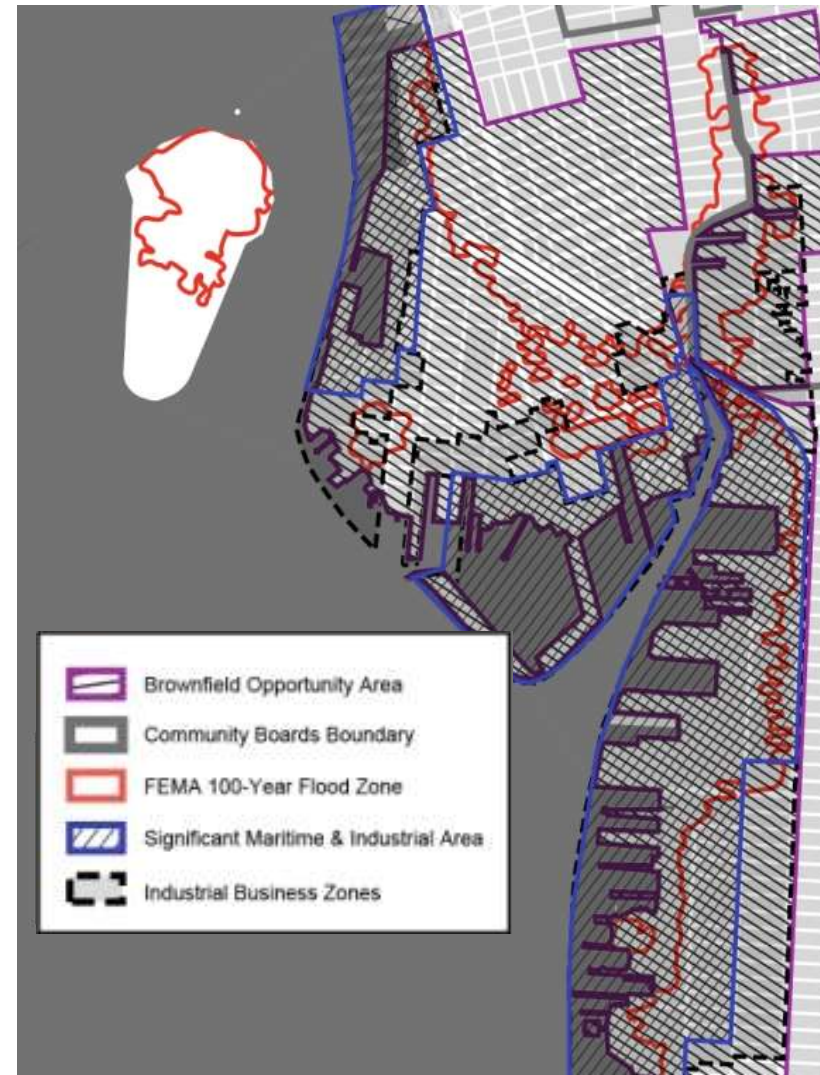 Brownfield Opportunity Area
Community Boards Boundary
FEMA 100-Year Flood Zone
Significant Maritime & Industrial Area
Industrial Business Zones